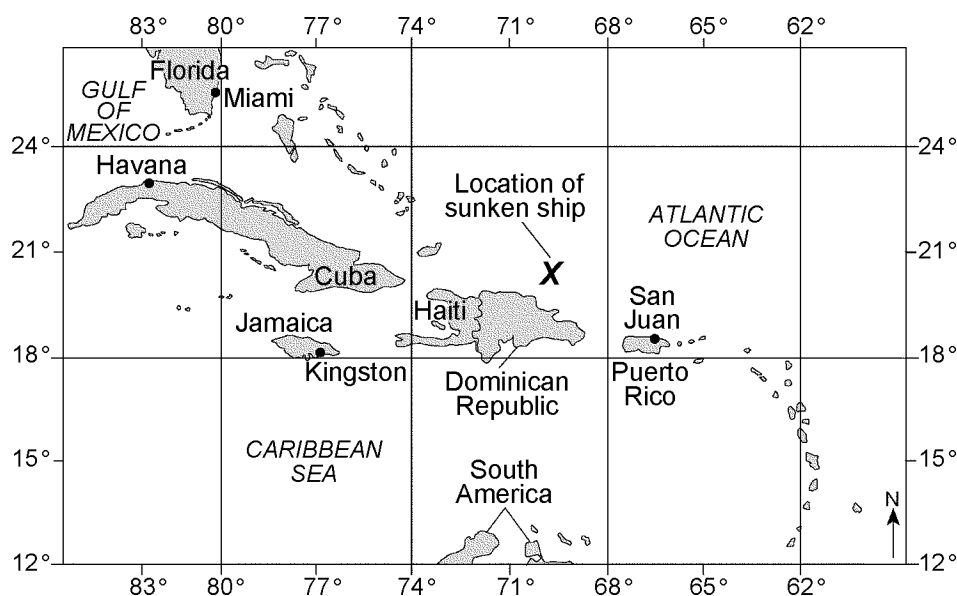 83° 80° 77° 74° 71° 68° 65° 62°
Florida
GULF
OF
MEXICO
Miami
24° 24°
Havana
Location of
sunken ship
ATLANTIC
OCEAN
21° 21°
X
Cuba
San
Juan
Haiti
Jamaica
18° 18°
Kingston
Dominican
Republic
Puerto
Rico
CARIBBEAN
SEA
15° 15°
South
America
N
12° 12°
83° 80° 77° 74° 71° 68° 65° 62°